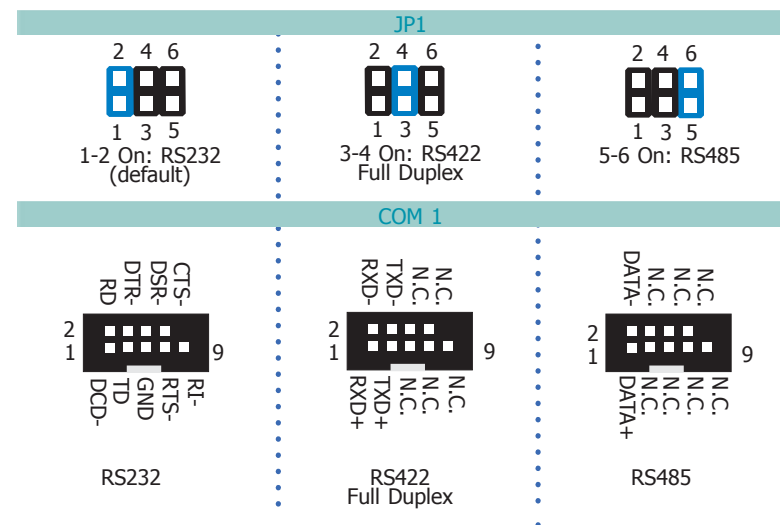 JP1
2 4 6
1 3 5
1-2 On: RS232
(default)
2 4 6
1 3 5
3-4 On: RS422
Full Duplex
2 4 6
1 3 5
5-6 On: RS485
COM 1
RD DTR- DSR- CTS-
2
1
9
DCD- TD GND RTS- RI-
RS232
RXD- TXD- N.C. N.C.
2
1
9
RXD+ TXD+ N.C. N.C. N.C.
RS422
Full Duplex
DATA- N.C. N.C. N.C.
2
1
9
DATA+ N.C. N.C. N.C. N.C.
RS485